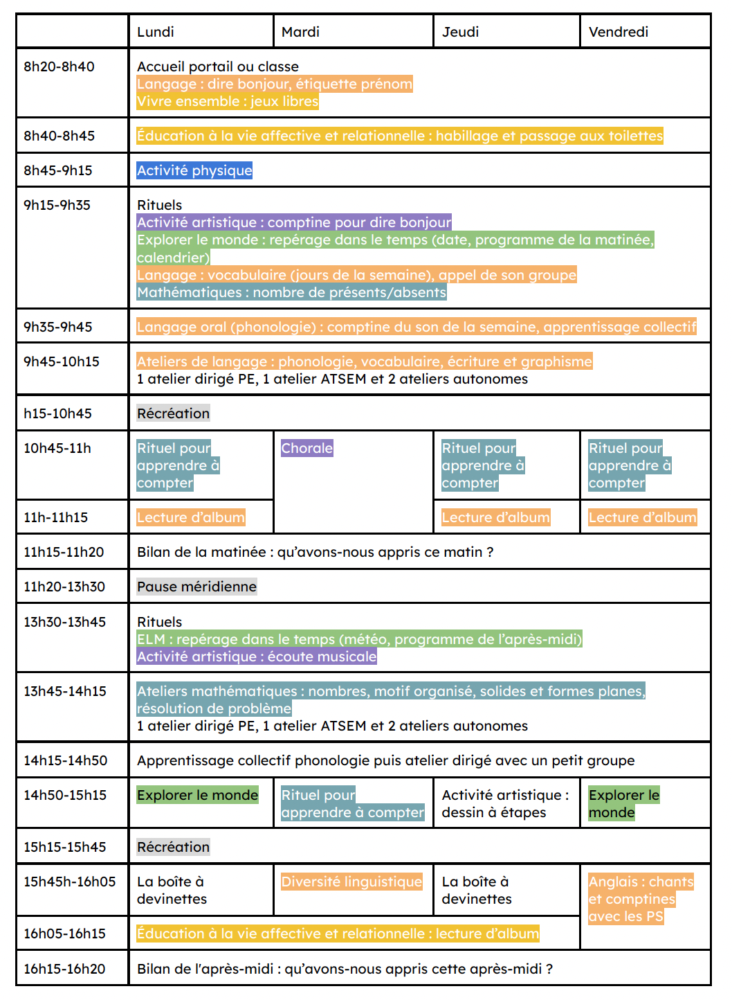 Lundi Mardi Jeudi Vendredi
8h20-8h40 Accueil portail ou classe
Langage : dire bonjour, étiquette prénom
Vivre ensemble : jeux libres
8h40-8h45 Éducation à la vie affective et relationnelle : habillage et passage aux toilettes
8h45-9h15 Activité physique
9h15-9h35 Rituels
Activité artistique : comptine pour dire bonjour
Explorer le monde : repérage dans le temps (date, programme de la matinée,
calendrier)
Langage : vocabulaire (jours de la semaine), appel de son groupe
Mathématiques : nombre de présents/absents
9h35-9h45 Langage oral (phonologie) : comptine du son de la semaine, apprentissage collectif
9h45-10h15 Ateliers de langage : phonologie, vocabulaire, écriture et graphisme
1 atelier dirigé PE, 1 atelier ATSEM et 2 ateliers autonomes
h15-10h45 Récréation
10h45-11h Rituel pour Chorale Rituel pour Rituel pour
apprendre à apprendre à apprendre à
compter compter compter
11h-11h15 Lecture d’album Lecture d’album Lecture d’album
11h15-11h20 Bilan de la matinée : qu’avons-nous appris ce matin ?
11h20-13h30 Pause méridienne
13h30-13h45 Rituels
ELM : repérage dans le temps (météo, programme de l’après-midi)
Activité artistique : écoute musicale
13h45-14h15 Ateliers mathématiques : nombres, motif organisé, solides et formes planes,
résolution de problème
1 atelier dirigé PE, 1 atelier ATSEM et 2 ateliers autonomes
14h15-14h50 Apprentissage collectif phonologie puis atelier dirigé avec un petit groupe
14h50-15h15 Explorer le monde Rituel pour Activité artistique : Explorer le
apprendre à compter dessin à étapes monde
15h15-15h45 Récréation
15h45h-16h05 La boîte à Diversité linguistique La boîte à Anglais : chants
devinettes devinettes et comptines
avec les PS
16h05-16h15 Éducation à la vie affective et relationnelle : lecture d’album
16h15-16h20 Bilan de l'après-midi : qu’avons-nous appris cette après-midi ?